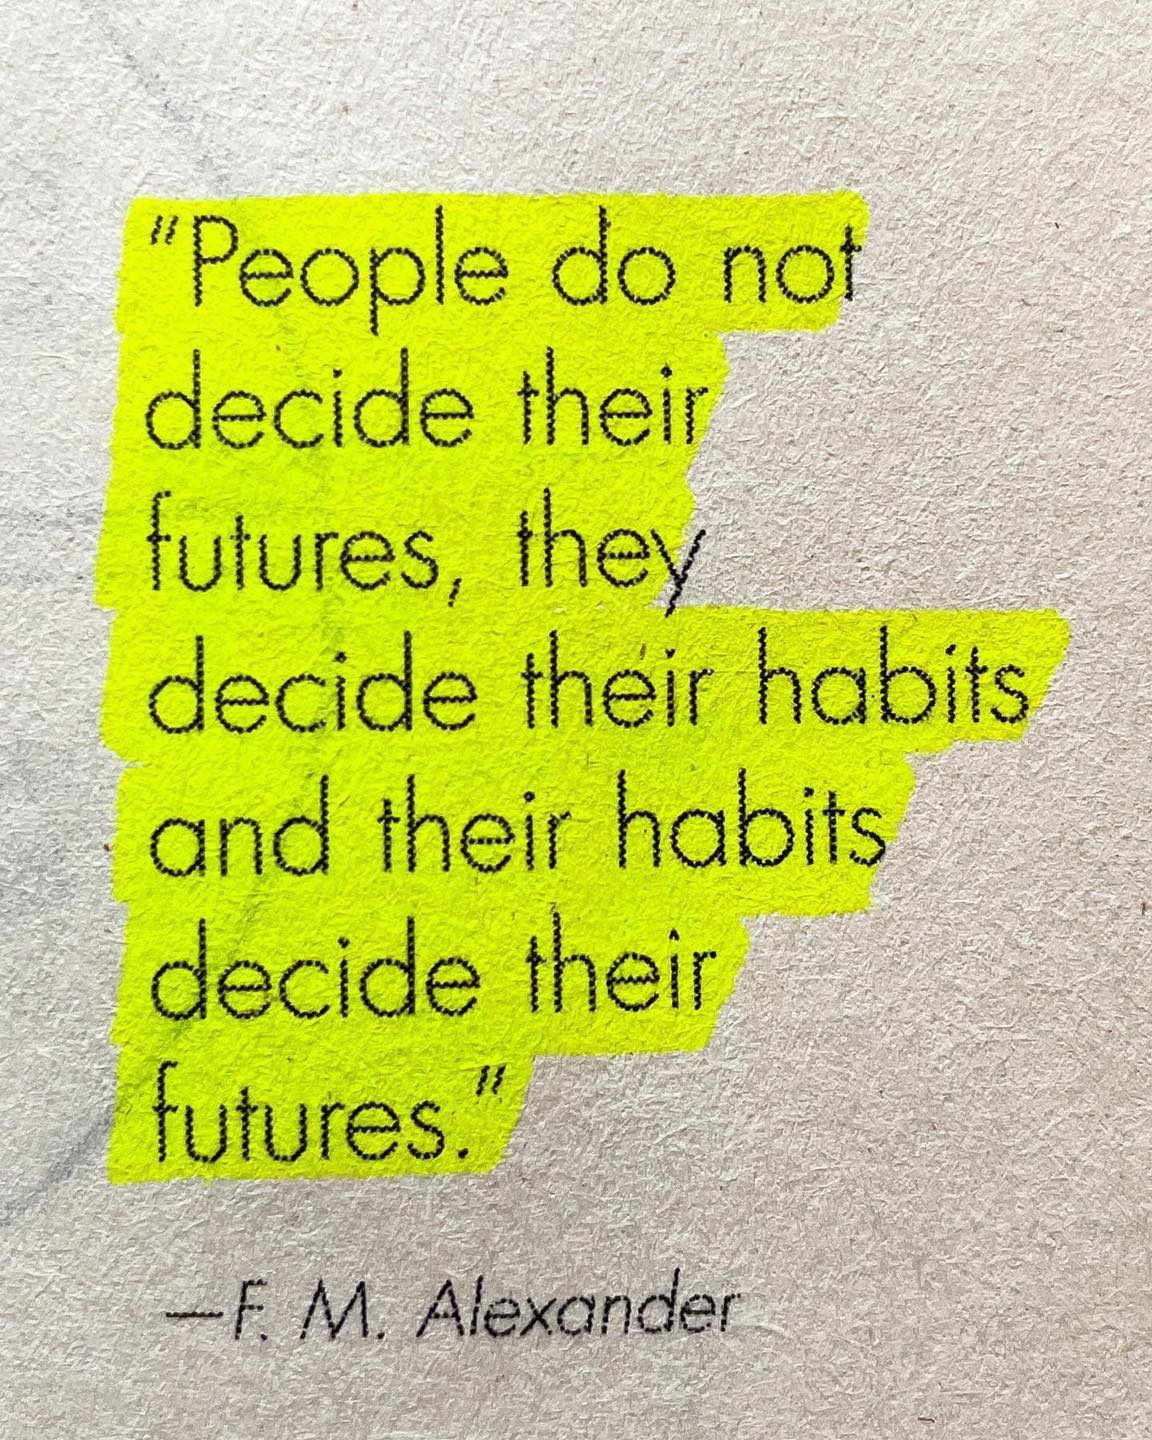 “People do not
decide their
futures, they
decide their habits
and their habits
decide their
futures.”
—F. M. Alexander